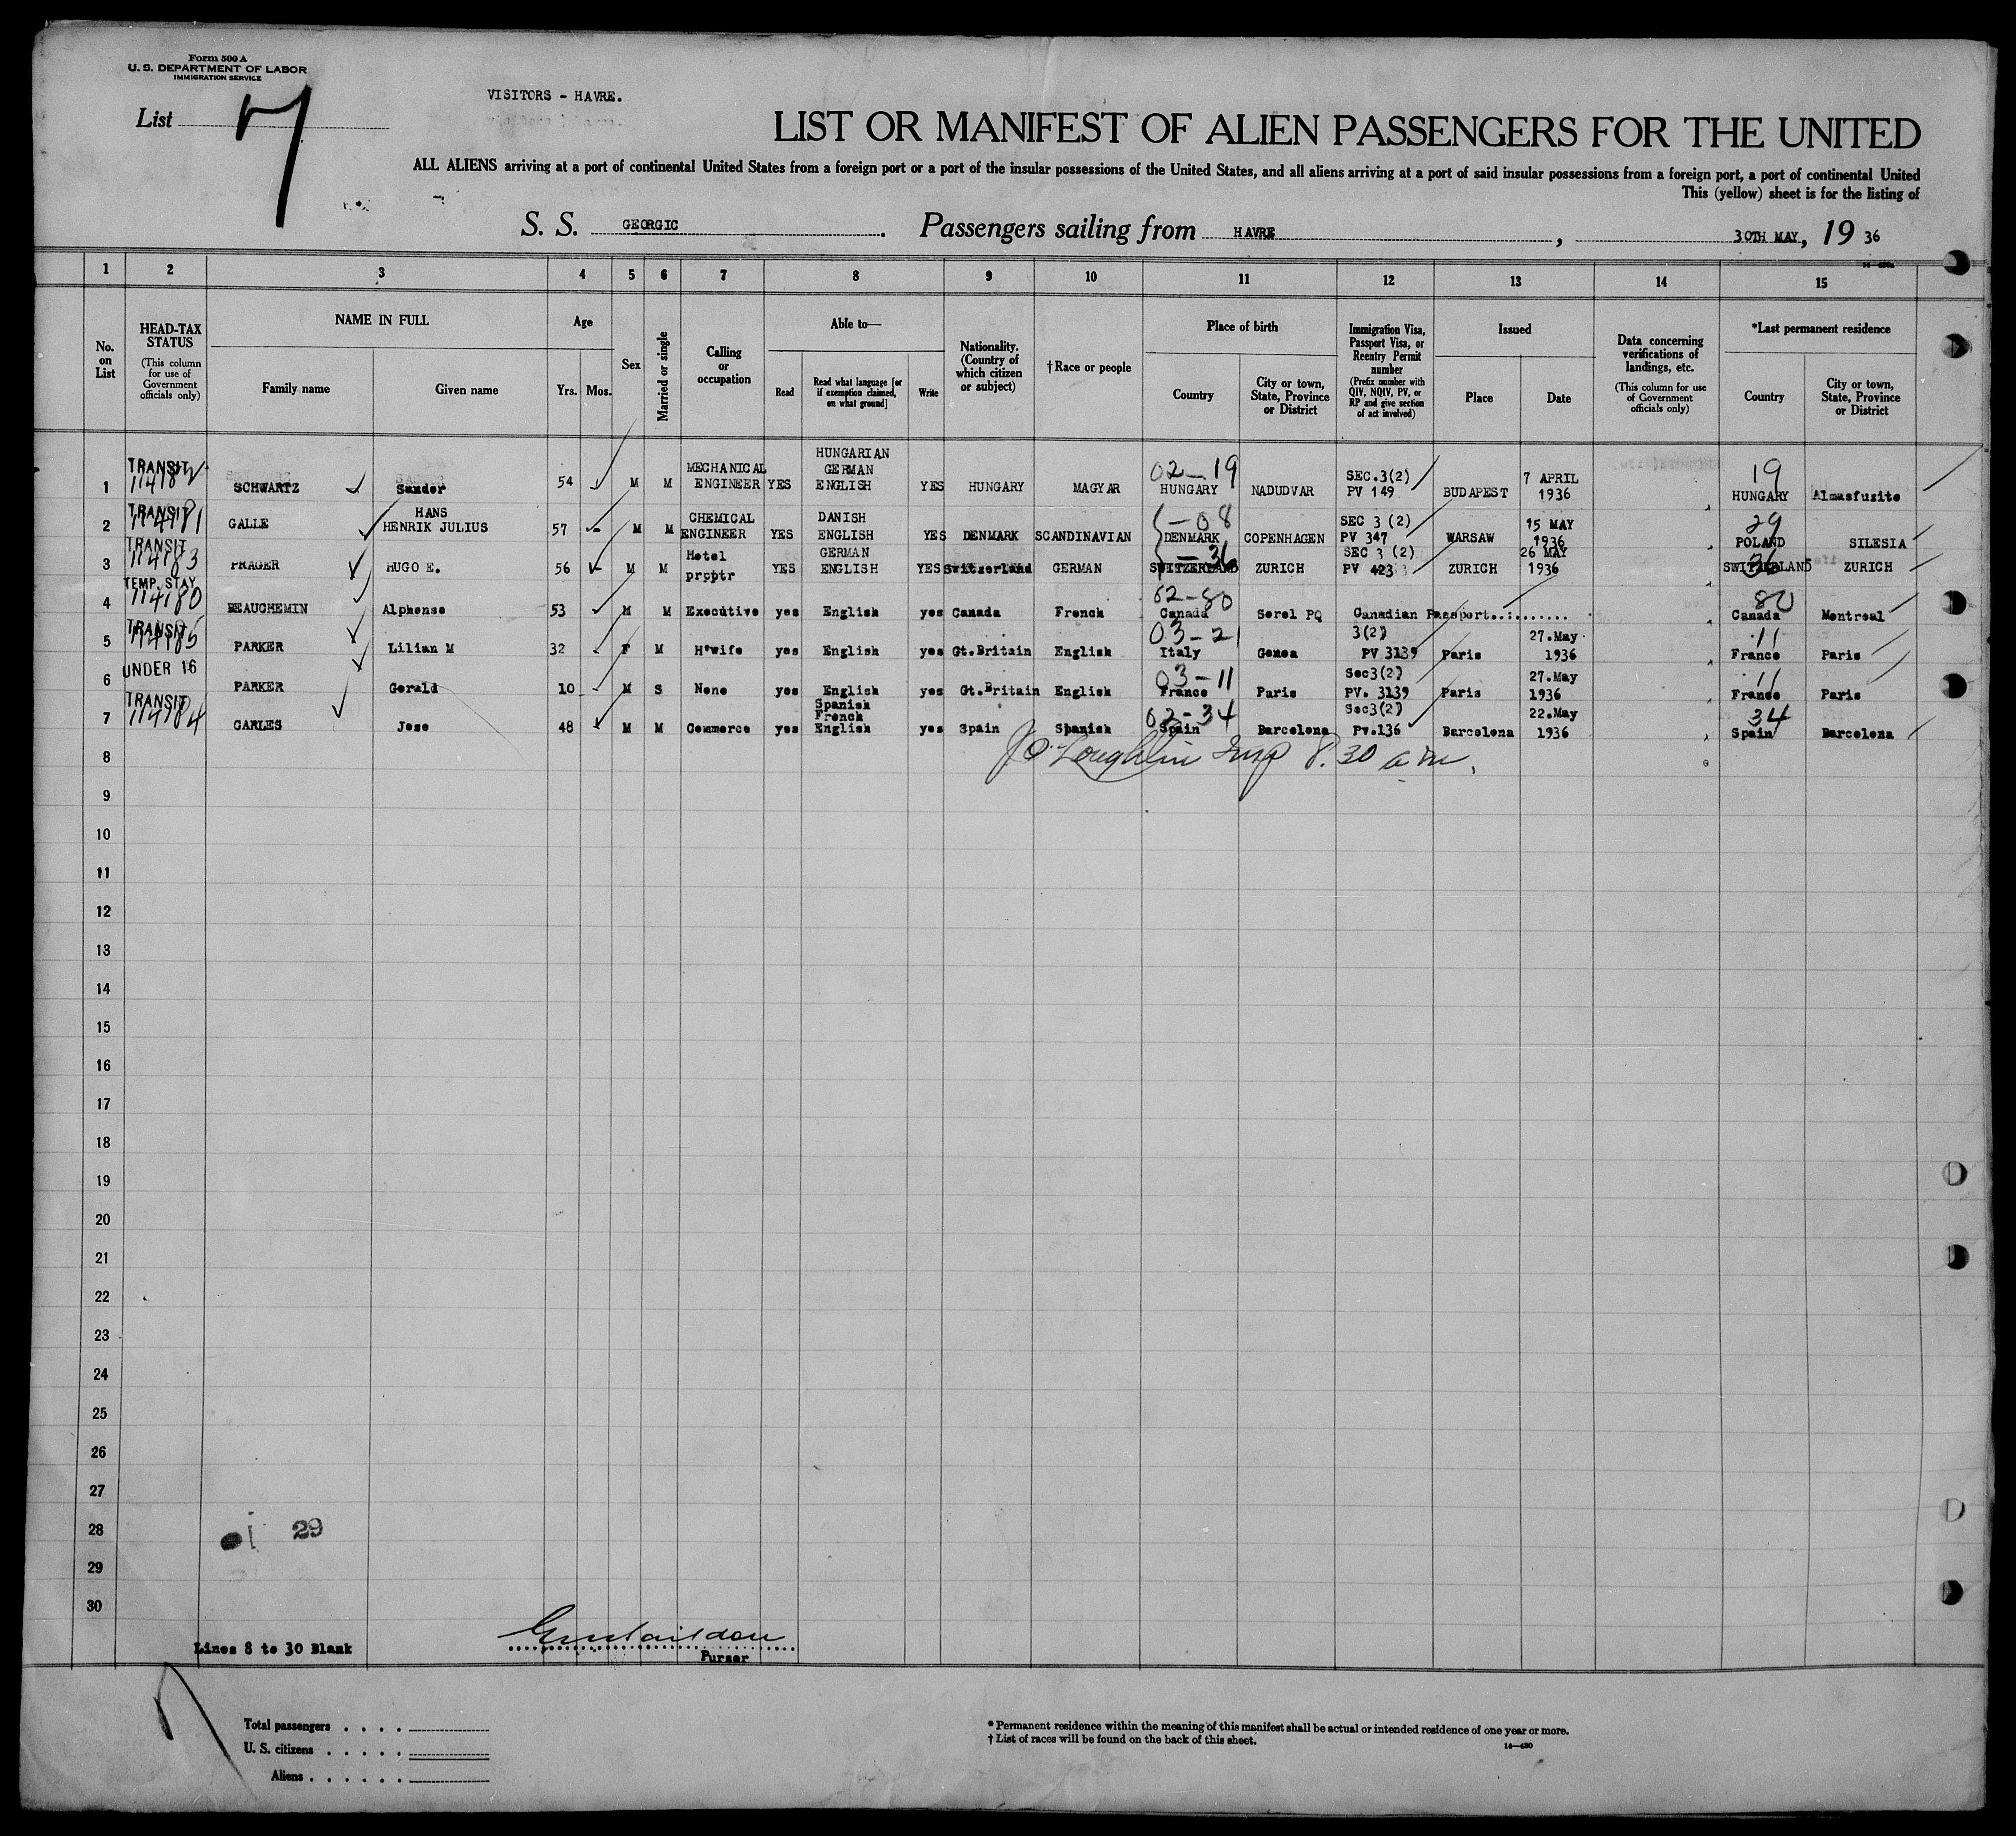 Form 500 A
U. S. DEPARTMENT OF LABOR
IMMIGRATION SERVICE
List 7
VISITORS - HAVRE.
LIST OR MANIFEST OF ALIEN PASSENGERS FOR THE UNITED
ALL ALIENS arriving at a port of continental United States from a foreign port or a port of the insular possessions of the United States, and all aliens arriving at a port of said insular possessions from a foreign port, a port of continental United
This (yellow) sheet is for the listing of
S. S. GEORGIC. Passengers sailing from HAVRE, 30TH MAY, 19 36
1 2 3 4 5 6 7 8 9 10 11 12 13 14 15
No. on List
HEAD-TAX STATUS (This column for use of Government officials only)
NAME IN FULL
Family name Given name
Age
Yrs. Mos.
Sex
Married or single
Calling or occupation
Able to—
Read
Read what language [or if exemption claimed, on what ground]
Write
Nationality. (Country of which citizen or subject)
†Race or people
Place of birth
Country
City or town, State, Province or District
Immigration Visa, Passport Visa, or Reentry Permit number (Prefix number with QIV, NQIV, PV, or RP and give section of act involved)
Issued
Place Date
Data concerning verifications of landings, etc. (This column for use of Government officials only)
*Last permanent residence
Country
City or town, State, Province or District
1 TRANSIT 114182 SCHWARTZ Sandor 54 M M MECHANICAL ENGINEER YES HUNGARIAN GERMAN ENGLISH YES HUNGARY MAGYAR 02-19 HUNGARY NADUDVAR SEC.3(2) PV 149 BUDAPEST 7 APRIL 1936 19 HUNGARY Almasfuzito
2 TRANSIT 114181 GALLE HANS HENRIK JULIUS 57 M M CHEMICAL ENGINEER YES DANISH ENGLISH YES DENMARK SCANDINAVIAN -08 DENMARK COPENHAGEN SEC 3 (2) PV 347 WARSAW 15 MAY 1936 29 POLAND SILESIA
3 TRANSIT 114183 PRAGER HUGO E. 56 M M Hotel prpptr YES GERMAN ENGLISH YES Switzerland GERMAN -36 SWITZERLAND ZURICH SEC 3 (2) PV 423 ZURICH 26 MAY 1936 36 SWITZERLAND ZURICH
4 TEMP. STAY 114180 BEAUCHEMIN Alphonse 53 M M Executive yes English yes Canada French 02-80 Canada Sorel PQ Canadian Passport.......... 80 Canada Montreal
5 TRANSIT 114185 PARKER Lilian M 32 F M H'wife yes English yes Gt.Britain English 03-21 Italy Genoa 3(2) PV 3139 Paris 27.May 1936 11 France Paris
6 UNDER 16 PARKER Gerald 10 M S None yes English yes Gt.Britain English 03-11 France Paris Sec3(2) PV. 3139 Paris 27.May 1936 11 France Paris
7 TRANSIT 114184 CARLES Jose 48 M M Commerce yes Spanish French English yes Spain Spanish 02-34 Spain Barcelona Sec3(2) Pv.136 Barcelona 22.May 1936 34 Spain Barcelona
8 Jo. Loughlin Insp 8.30 a m.
9
10
11
12
13
14
15
16
17
18
19
20
21
22
23
24
25
26
27
28 29
29
30
Lines 8 to 30 Blank
Purser
Total passengers . . . .
U. S. citizens . . . . .
Aliens . . . . . .
* Permanent residence within the meaning of this manifest shall be actual or intended residence of one year or more.
† List of races will be found on the back of this sheet.